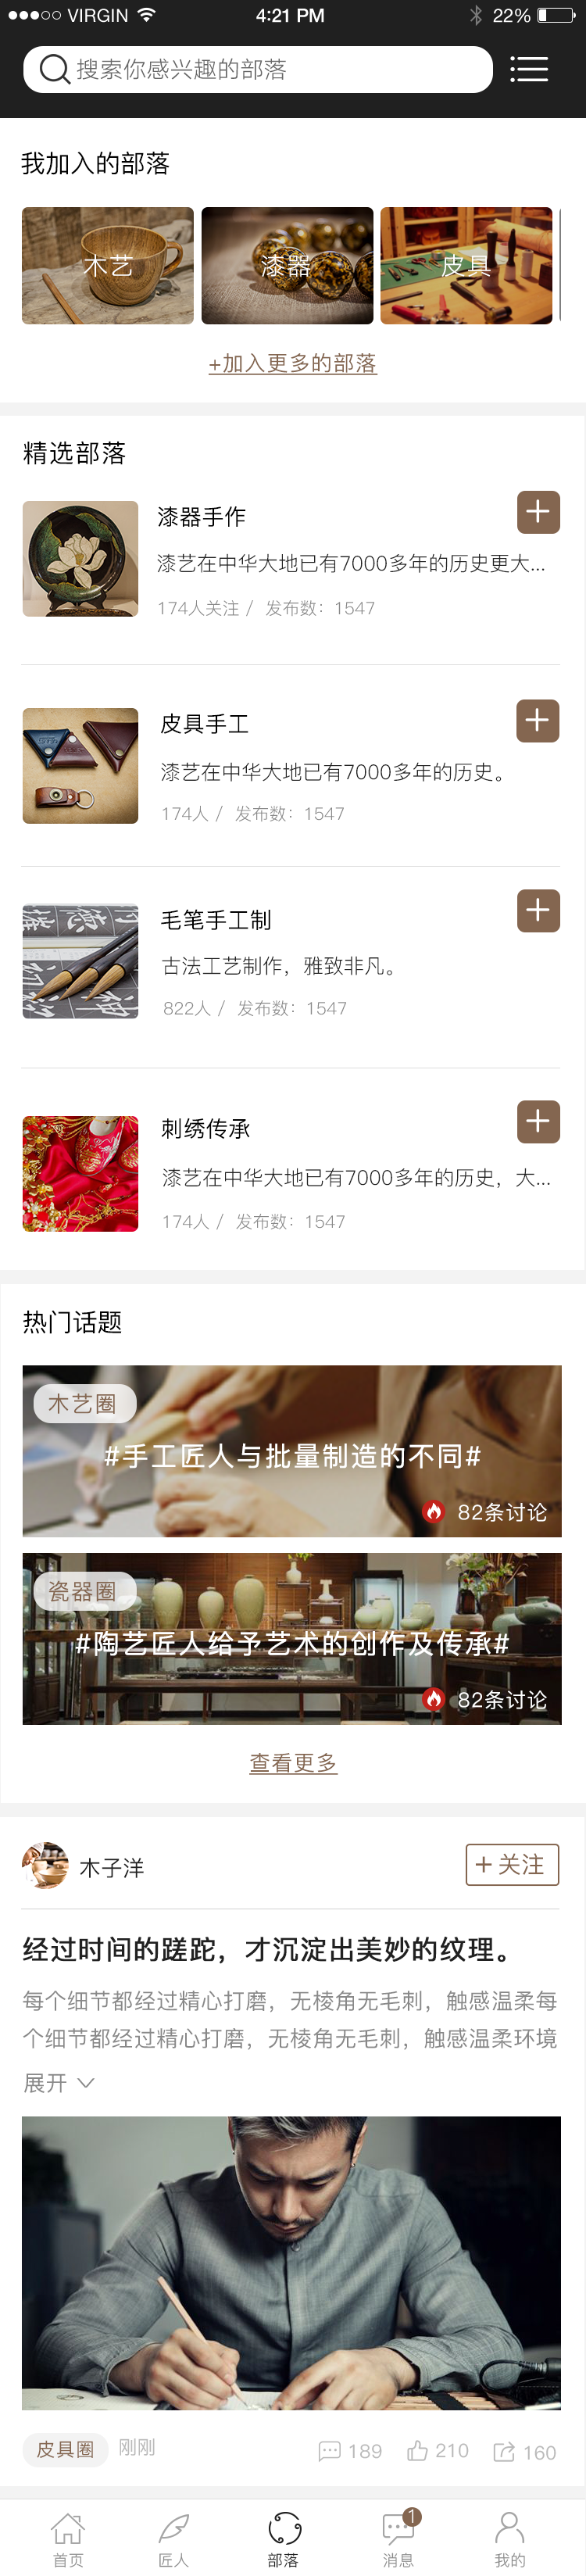 VIRGIN 4:21 PM 22%
搜索你感兴趣的部落
我加入的部落
木艺 漆器 皮具
+加入更多的部落
精选部落
漆器手作
漆艺在中华大地已有7000多年的历史更大...
174人关注 / 发布数：1547
皮具手工
漆艺在中华大地已有7000多年的历史。
174人 / 发布数：1547
毛笔手工制
古法工艺制作，雅致非凡。
822人 / 发布数：1547
刺绣传承
漆艺在中华大地已有7000多年的历史，大...
174人 / 发布数：1547
热门话题
木艺圈
#手工匠人与批量制造的不同#
82条讨论
瓷器圈
#陶艺匠人给予艺术的创作及传承#
82条讨论
查看更多
木子洋 +关注
经过时间的蹉跎，才沉淀出美妙的纹理。
每个细节都经过精心打磨，无棱角无毛刺，触感温柔每
个细节都经过精心打磨，无棱角无毛刺，触感温柔环境
展开
皮具圈 刚刚 189 210 160
1
首页 匠人 部落 消息 我的